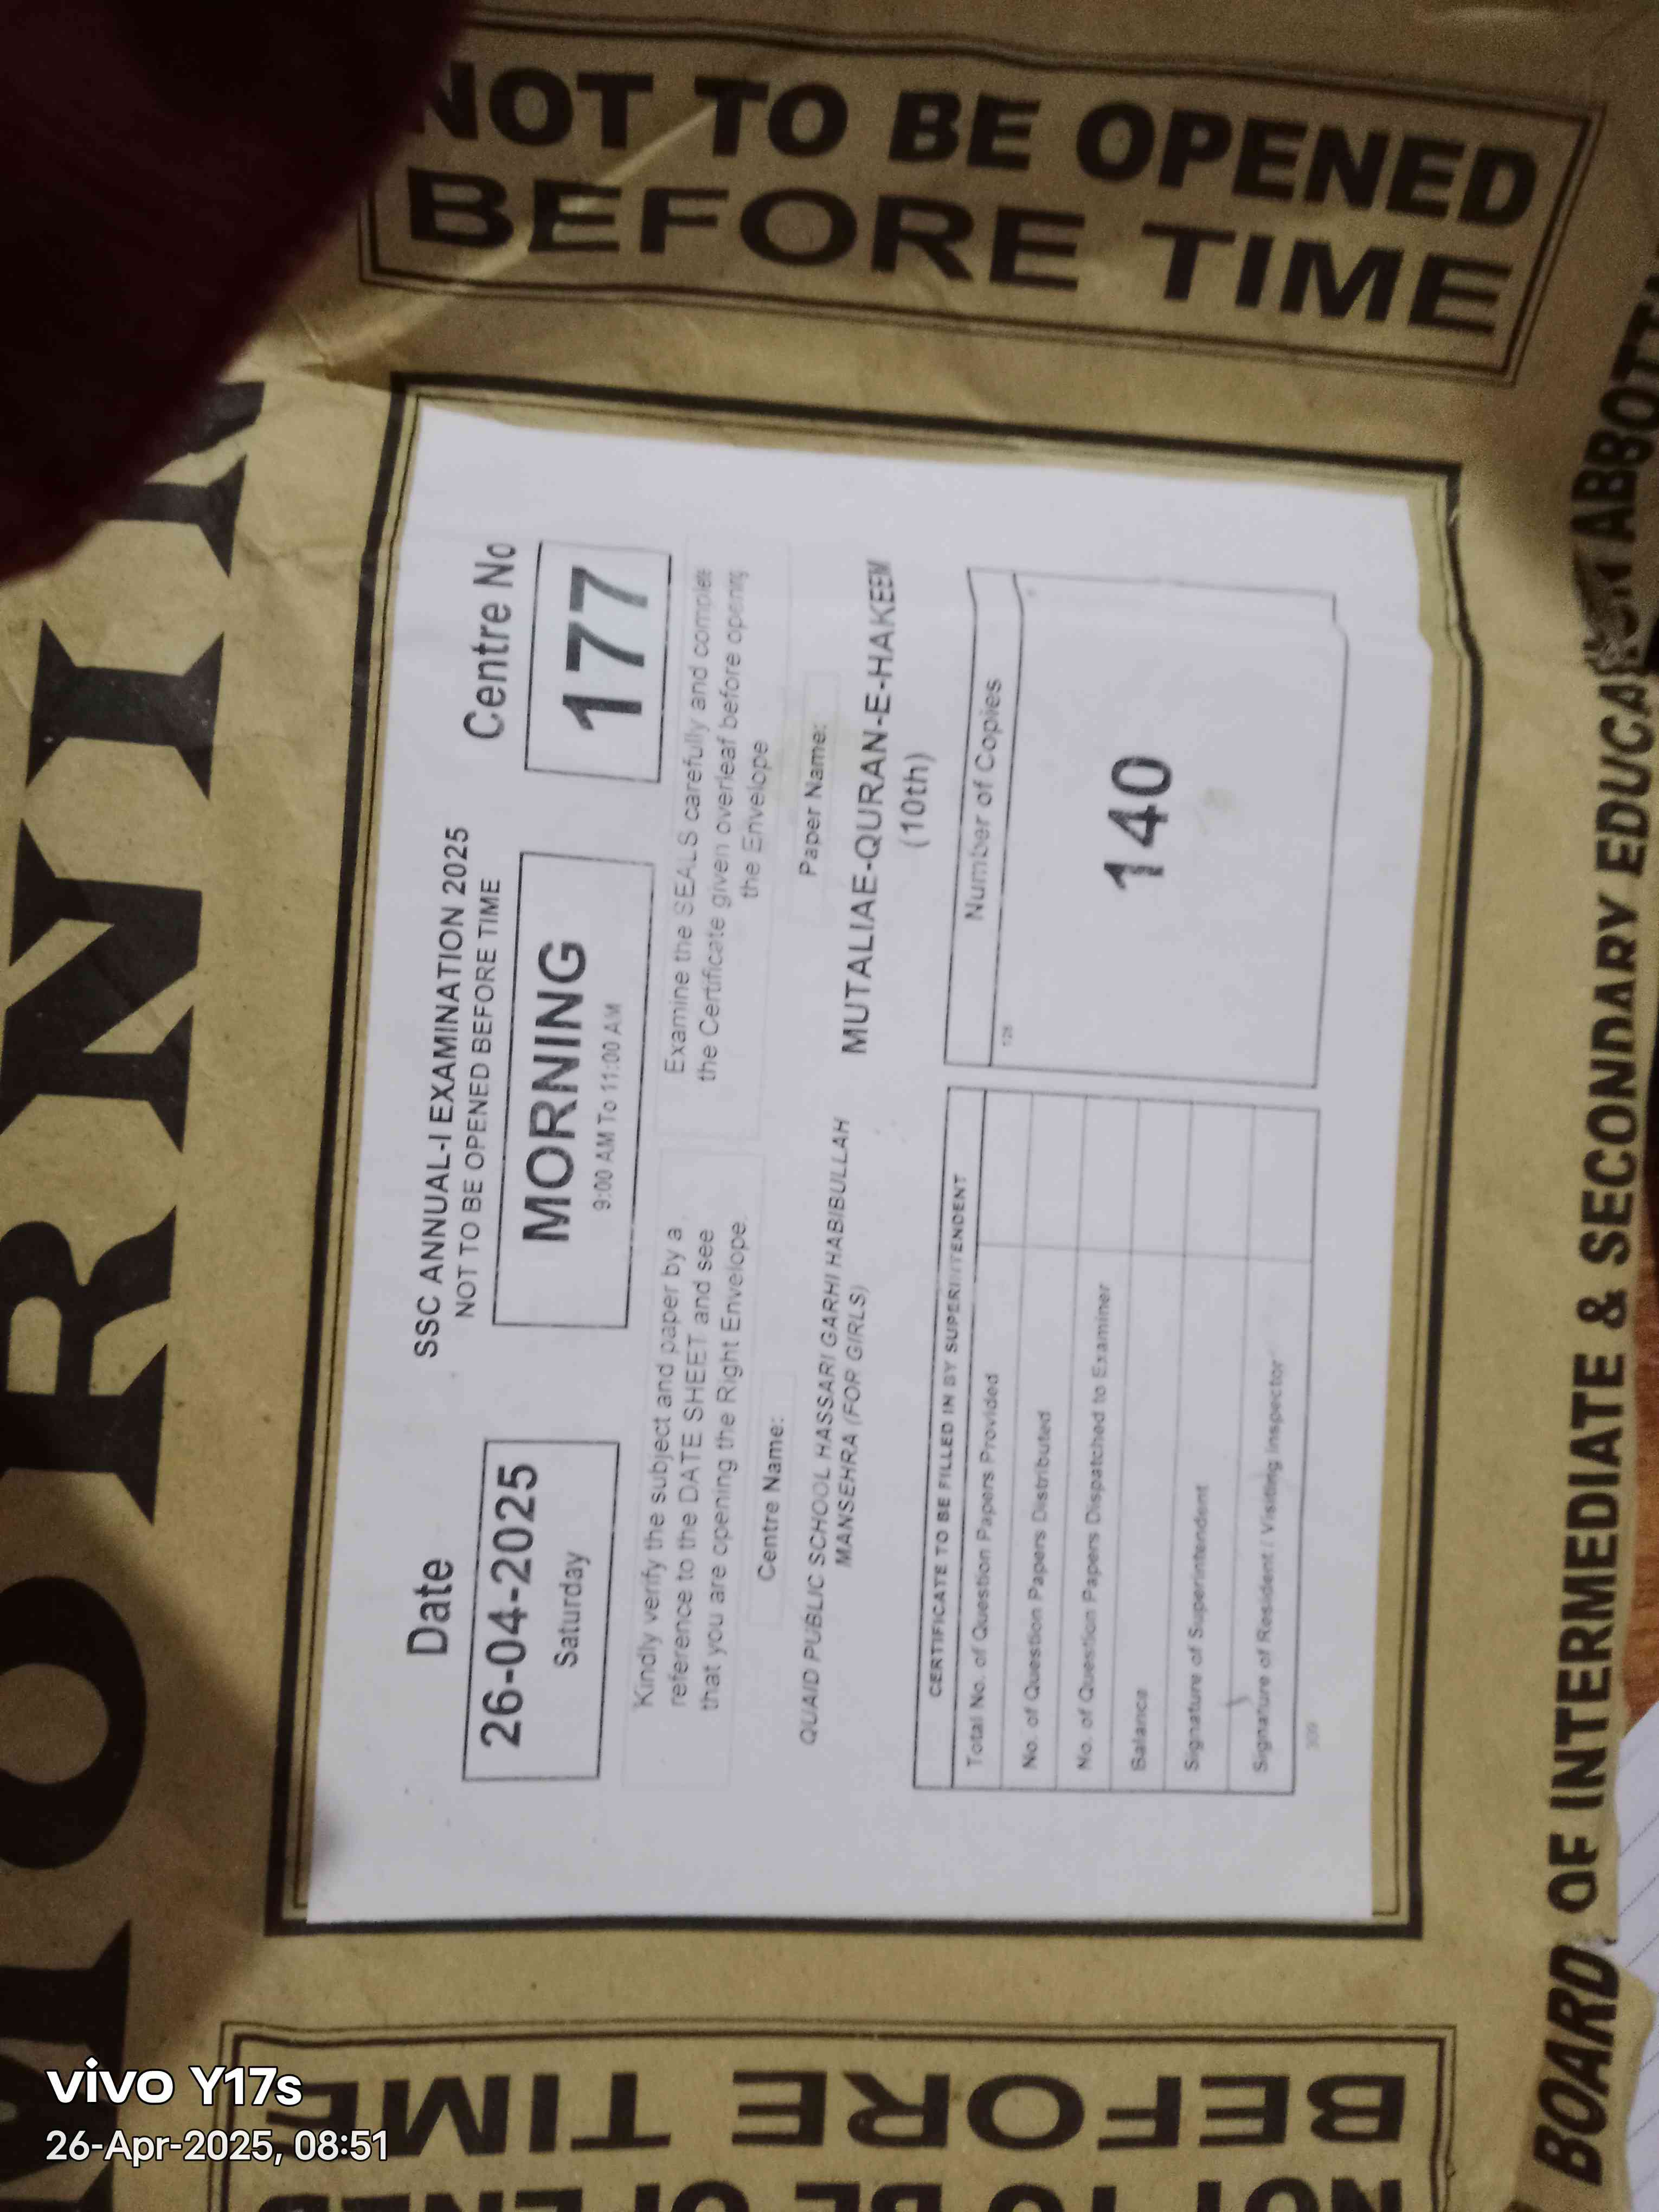 MORNIN
NOT TO BE OPENED
BEFORE TIME
SSC ANNUAL-I EXAMINATION 2025
NOT TO BE OPENED BEFORE TIME
Date
26-04-2025
Saturday
MORNING
9:00 AM To 11:00 AM
Centre No
177
Kindly verify the subject and paper by a
reference to the DATE SHEET and see
that you are opening the Right Envelope.
Examine the SEALS carefully and complete
the Certificate given overleaf before opening
the Envelope
Centre Name:
QUAID PUBLIC SCHOOL HASSARI GARHI HABIBULLAH
MANSEHRA (FOR GIRLS)
Paper Name:
MUTALIAE-QURAN-E-HAKEEM
(10th)
CERTIFICATE TO BE FILLED IN BY SUPERINTENDENT
Total No. of Question Papers Provided
No. of Question Papers Distributed
No. of Question Papers Dispatched to Examiner
Balance
Signature of Superintendent
Signature of Resident / Visiting Inspector
Number of Copies
140
BEFORE TIME
BOARD OF INTERMEDIATE & SECONDARY EDUCATION ABBOTT
vivo Y17s
26-Apr-2025, 08:51